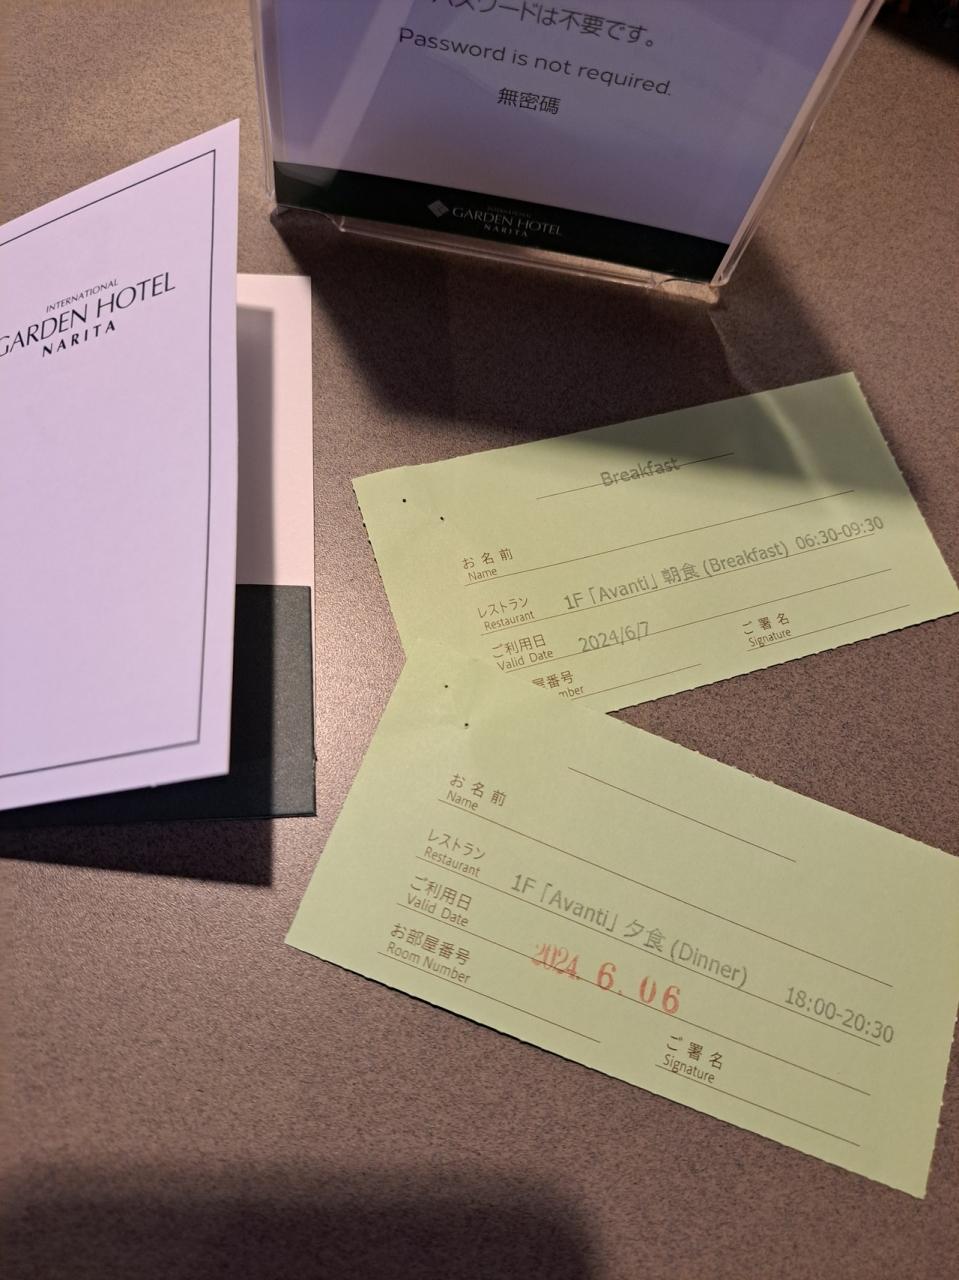 パスワードは不要です。
Password is not required.
無密碼
INTERNATIONAL
GARDEN HOTEL
NARITA
INTERNATIONAL
GARDEN HOTEL
NARITA
Breakfast
お名前
Name
レストラン
Restaurant
1F「Avanti」朝食 (Breakfast) 06:30-09:30
ご利用日
Valid Date
2024/6/7
ご署名
Signature
屋番号
mber
お名前
Name
レストラン
Restaurant
1F「Avanti」夕食 (Dinner) 18:00-20:30
ご利用日
Valid Date
2024. 6. 06
お部屋番号
Room Number
ご署名
Signature